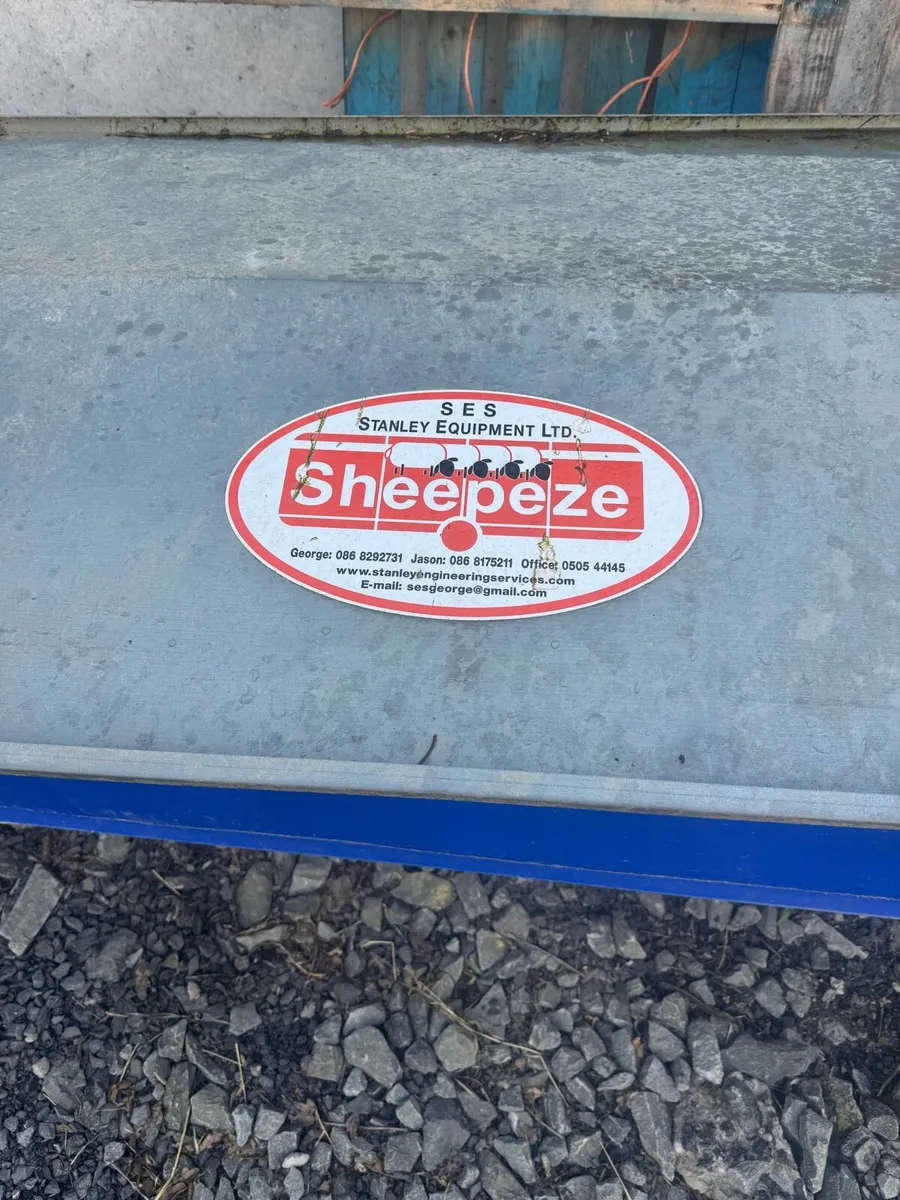 SES
STANLEY EQUIPMENT LTD.
Sheepeze
George: 086 8292731 Jason: 086 8175211 Office: 0505 44145
www.stanleyengineeringservices.com
E-mail: sesgeorge@gmail.com